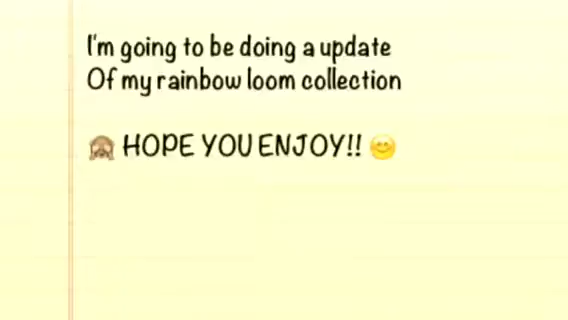 I'm going to be doing a update
Of my rainbow loom collection
🙈 HOPE YOU ENJOY!! 😊